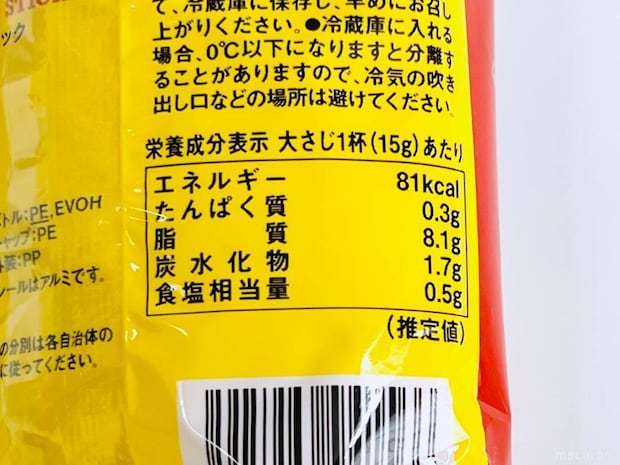 STICK
ック
て、冷蔵庫に保存し、早めにお召し
上がりください。●冷蔵庫に入れる
場合、0℃以下になりますと分離す
ることがありますので、冷気の吹き
出し口などの場所は避けてください。
栄養成分表示 大さじ1杯(15g)あたり
エネルギー 81kcal
たんぱく質 0.3g
脂質 8.1g
炭水化物 1.7g
食塩相当量 0.5g
(推定値)
トル:PE,EVOH
ャップ:PE
装:PP
ールはアルミです。
の分別は各自治体の
に従ってください。
macaroni